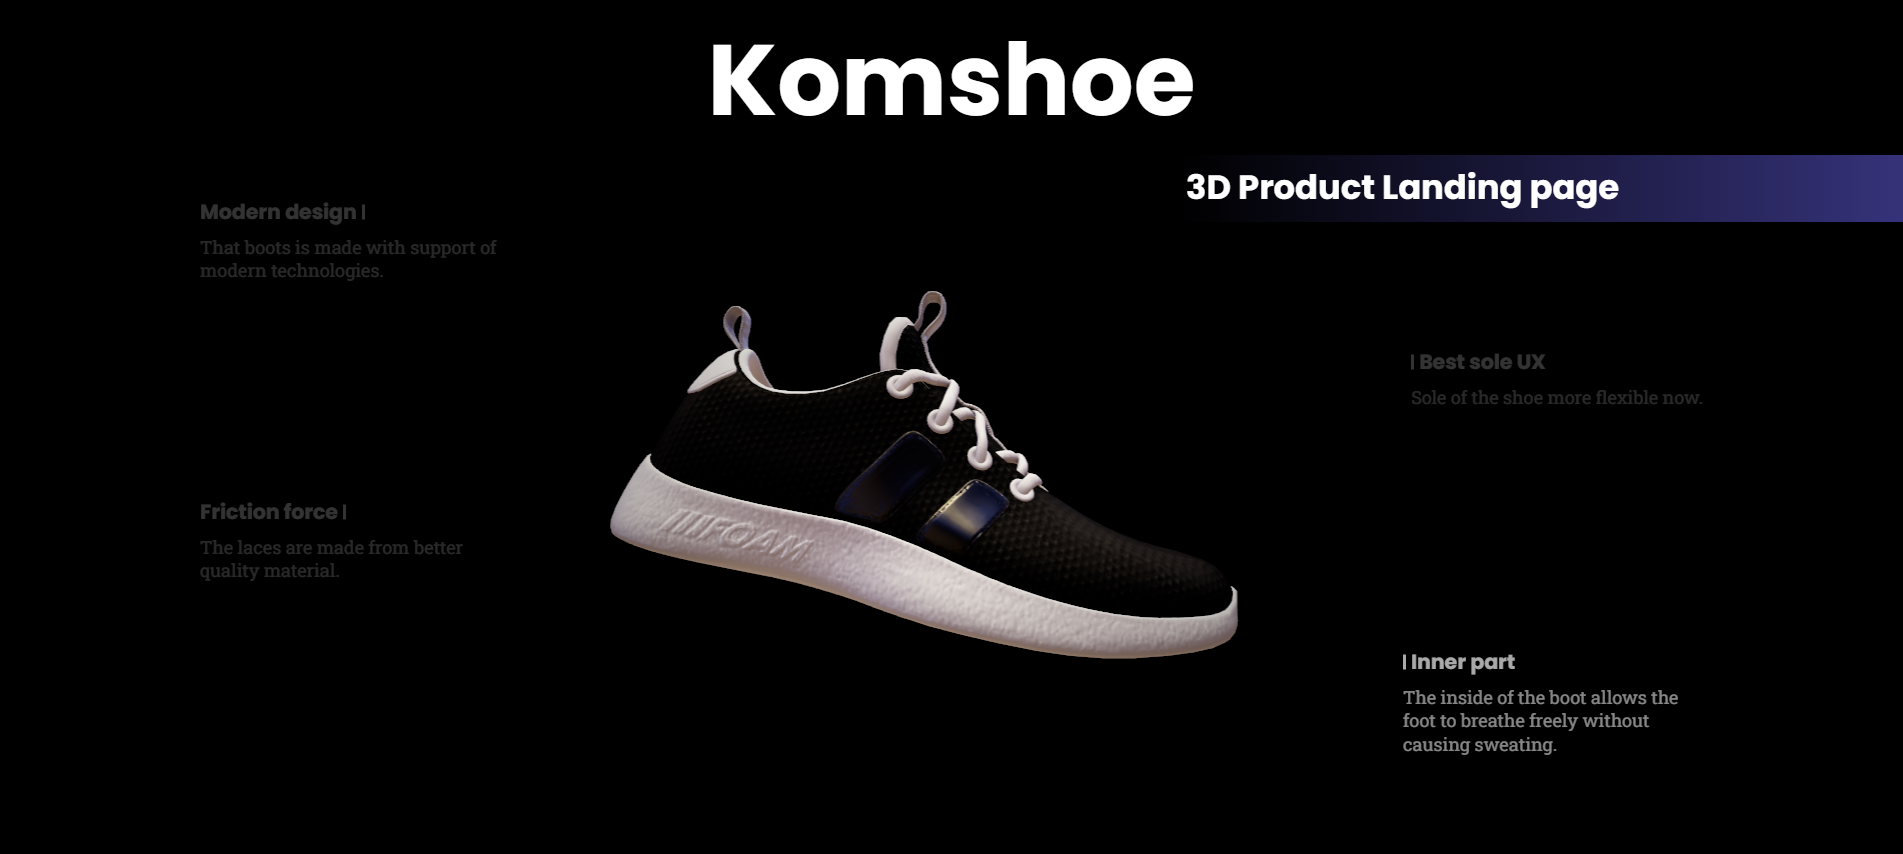 Komshoe
3D Product Landing page
Modern design |
That boots is made with support of
modern technologies.
| Best sole UX
Sole of the shoe more flexible now.
Friction force |
The laces are made from better
quality material.
FOAM
| Inner part
The inside of the boot allows the
foot to breathe freely without
causing sweating.